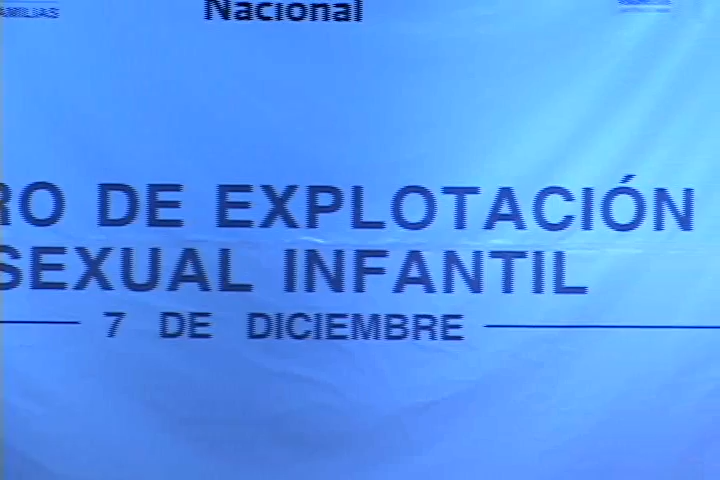 Nacional
RO DE EXPLOTACIÓN
SEXUAL INFANTIL
7 DE DICIEMBRE